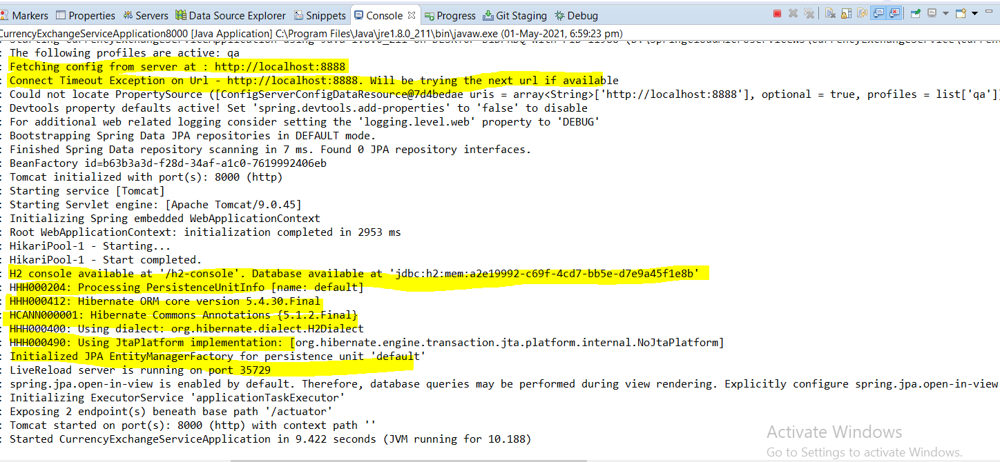 Markers Properties Servers Data Source Explorer Snippets Console Progress Git Staging Debug
CurrencyExchangeServiceApplication8000 [Java Application] C:\Program Files\Java\jre1.8.0_211\bin\javaw.exe (01-May-2021, 6:59:23 pm)
: The following profiles are active: qa
: Fetching config from server at : http://localhost:8888
: Connect Timeout Exception on Url - http://localhost:8888. Will be trying the next url if available
: Could not locate PropertySource ([ConfigServerConfigDataResource@7d4bedae uris = array<String>['http://localhost:8888'], optional = true, profiles = list['qa']]
: Devtools property defaults active! Set 'spring.devtools.add-properties' to 'false' to disable
: For additional web related logging consider setting the 'logging.level.web' property to 'DEBUG'
: Bootstrapping Spring Data JPA repositories in DEFAULT mode.
: Finished Spring Data repository scanning in 7 ms. Found 0 JPA repository interfaces.
: BeanFactory id=b63b3a3d-f28d-34af-a1c0-7619992406eb
: Tomcat initialized with port(s): 8000 (http)
: Starting service [Tomcat]
: Starting Servlet engine: [Apache Tomcat/9.0.45]
: Initializing Spring embedded WebApplicationContext
: Root WebApplicationContext: initialization completed in 2953 ms
: HikariPool-1 - Starting...
: HikariPool-1 - Start completed.
: H2 console available at '/h2-console'. Database available at 'jdbc:h2:mem:a2e19992-c69f-4cd7-bb5e-d7e9a45f1e8b'
: HHH000204: Processing PersistenceUnitInfo [name: default]
: HHH000412: Hibernate ORM core version 5.4.30.Final
: HCANN000001: Hibernate Commons Annotations {5.1.2.Final}
: HHH000400: Using dialect: org.hibernate.dialect.H2Dialect
: HHH000490: Using JtaPlatform implementation: [org.hibernate.engine.transaction.jta.platform.internal.NoJtaPlatform]
: Initialized JPA EntityManagerFactory for persistence unit 'default'
: LiveReload server is running on port 35729
: spring.jpa.open-in-view is enabled by default. Therefore, database queries may be performed during view rendering. Explicitly configure spring.jpa.open-in-view
: Initializing ExecutorService 'applicationTaskExecutor'
: Exposing 2 endpoint(s) beneath base path '/actuator'
: Tomcat started on port(s): 8000 (http) with context path ''
: Started CurrencyExchangeServiceApplication in 9.422 seconds (JVM running for 10.188)
Activate Windows
Go to Settings to activate Windows.